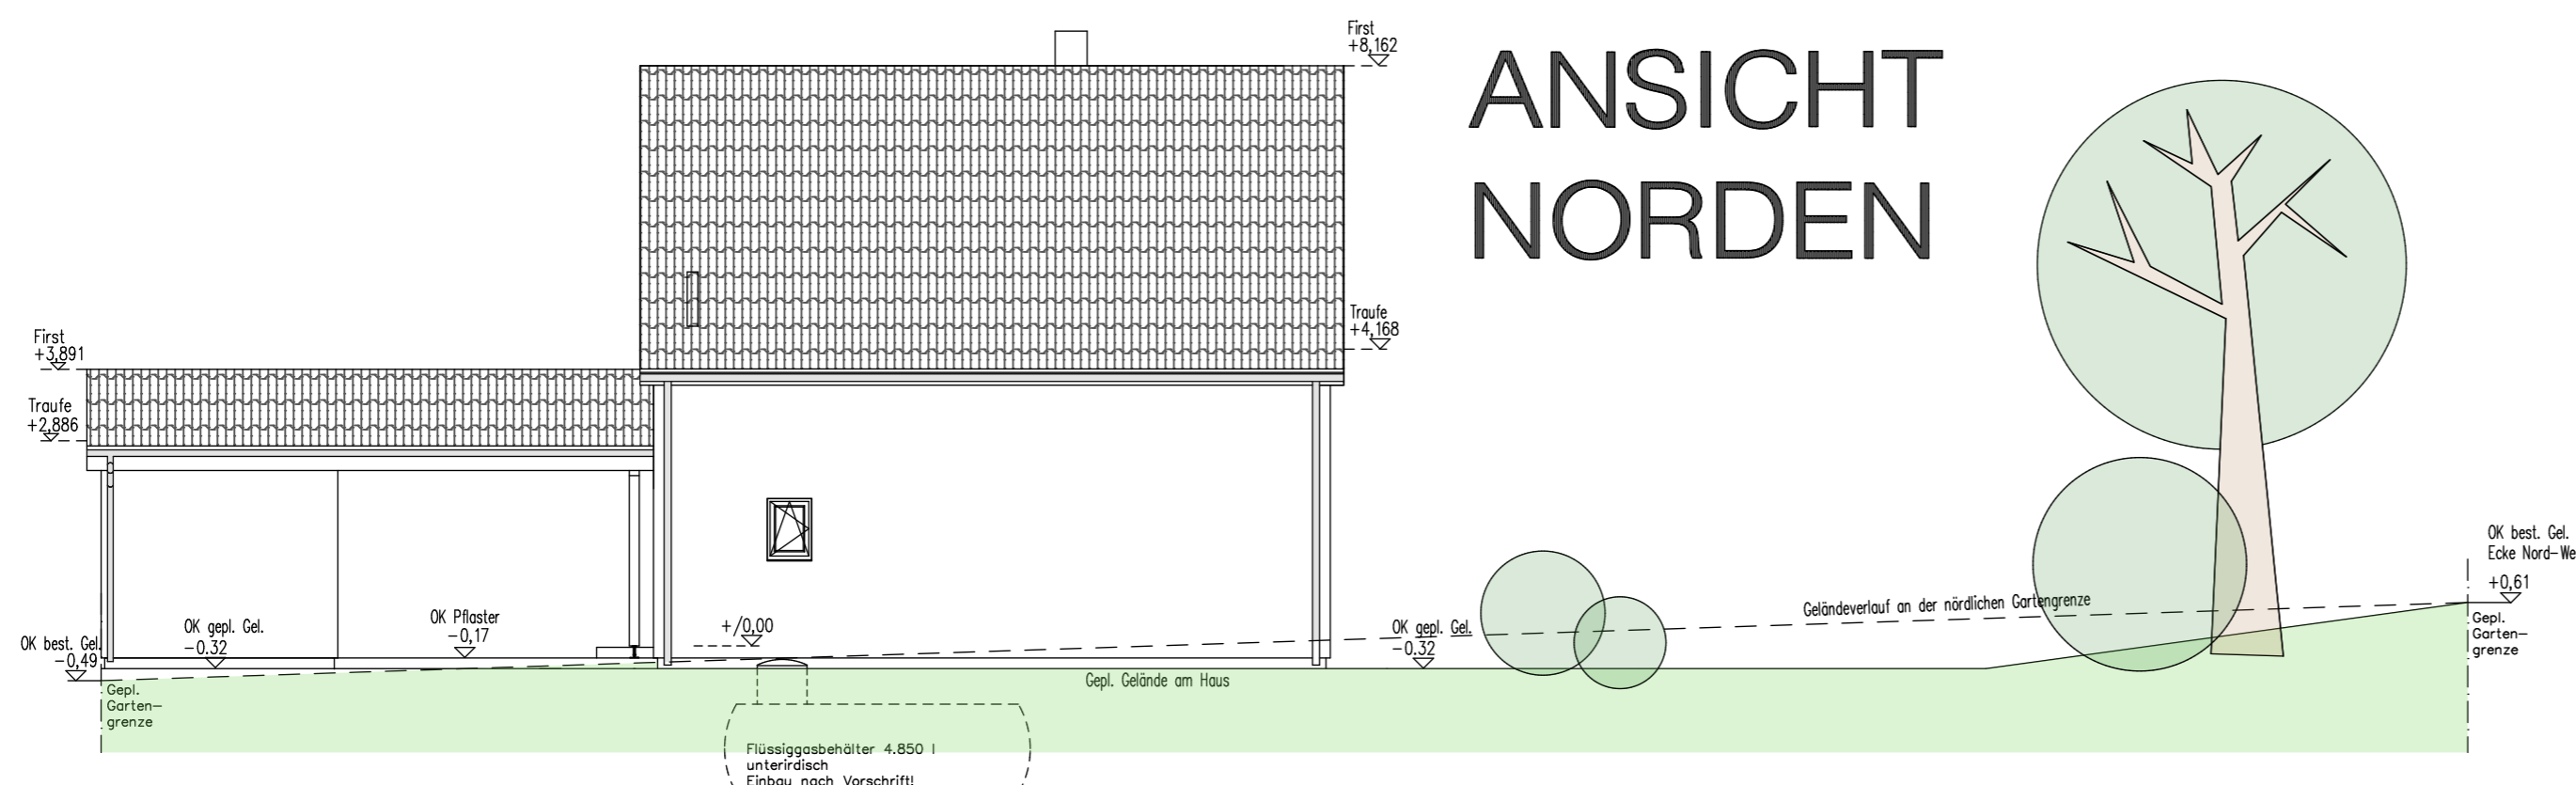 First
+8,162
ANSICHT
NORDEN
Traufe
+4,168
First
+3,891
Traufe
+2,886
OK best. Gel.
Ecke Nord-We
+0,61
Geländeverlauf an der nördlichen Gartengrenze
OK Pflaster
-0,17
OK gepl. Gel.
-0.32
+/0,00
OK gepl. Gel.
-0.32
OK best. Gel.
-0,49
Gepl.
Garten-
grenze
Gepl. Gelände am Haus
Gepl.
Garten-
grenze
Flüssiggasbehälter 4.850 l
unterirdisch
Einbau nach Vorschrift!